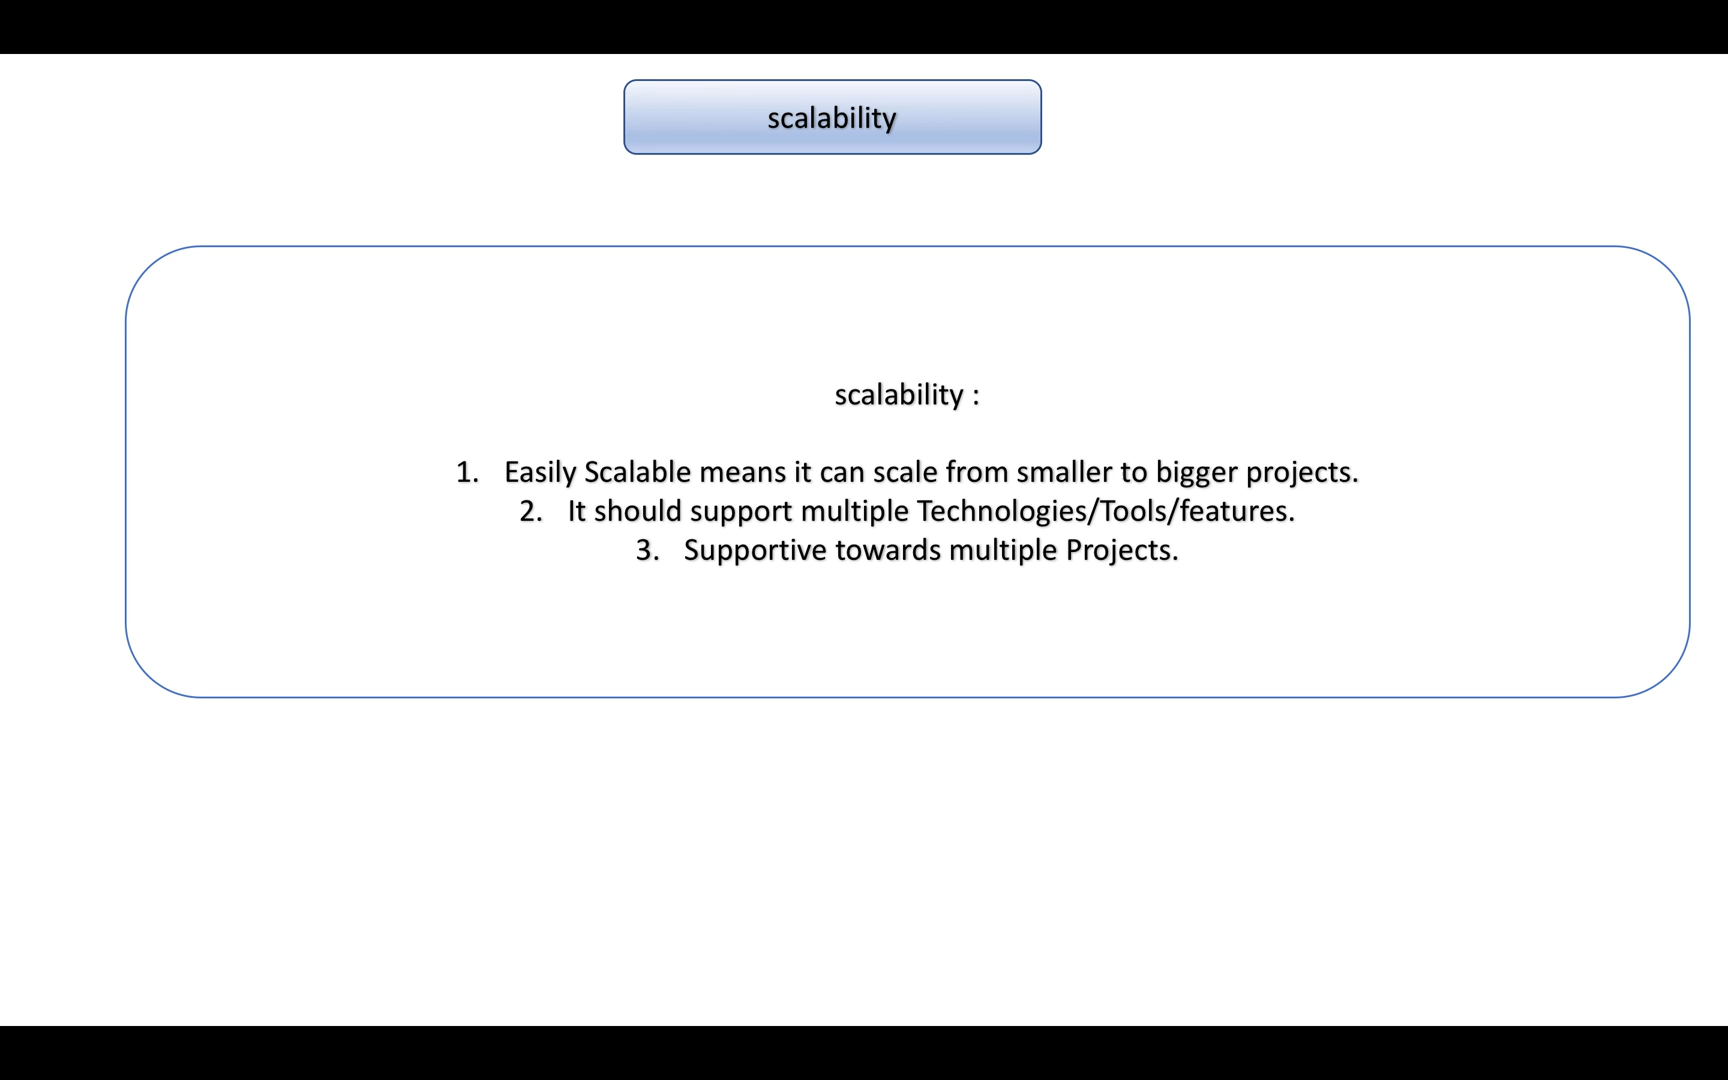 scalability
scalability :
1. Easily Scalable means it can scale from smaller to bigger projects.
2. It should support multiple Technologies/Tools/features.
3. Supportive towards multiple Projects.